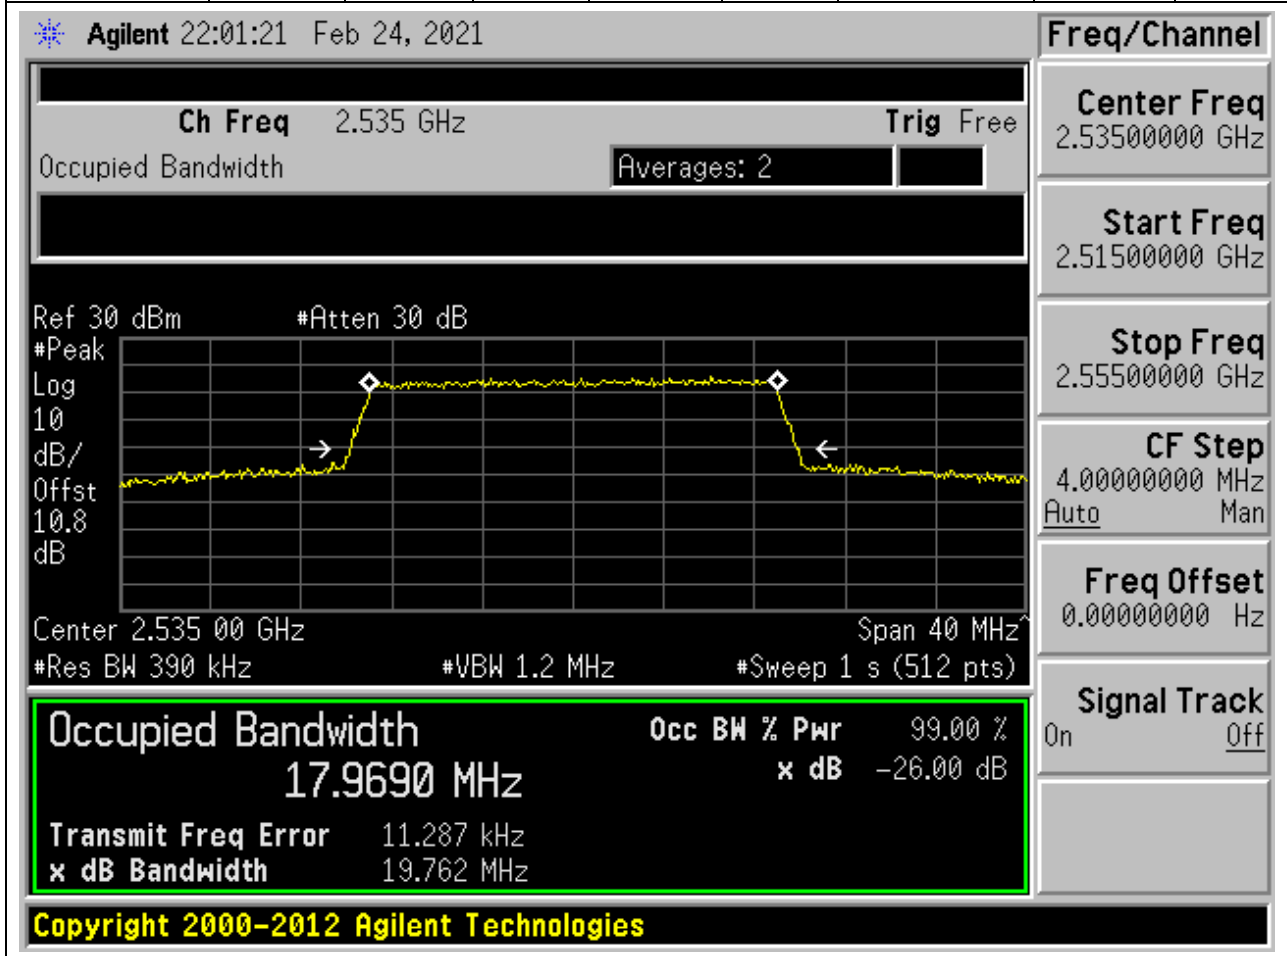 Agilent 22:01:21 Feb 24, 2021
Freq/Channel
Ch Freq 2.535 GHz Trig Free
Occupied Bandwidth Averages: 2
Center Freq
2.53500000 GHz
Start Freq
2.51500000 GHz
Stop Freq
2.55500000 GHz
CF Step
4.00000000 MHz
Auto Man
Freq Offset
0.00000000 Hz
Signal Track
On Off
Ref 30 dBm #Atten 30 dB
#Peak
Log
10
dB/
Offst
10.8
dB
Center 2.535 00 GHz Span 40 MHz^
#Res BW 390 kHz #VBW 1.2 MHz #Sweep 1 s (512 pts)
Occupied Bandwidth Occ BW % Pwr 99.00 %
17.9690 MHz x dB -26.00 dB
Transmit Freq Error 11.287 kHz
x dB Bandwidth 19.762 MHz
Copyright 2000-2012 Agilent Technologies